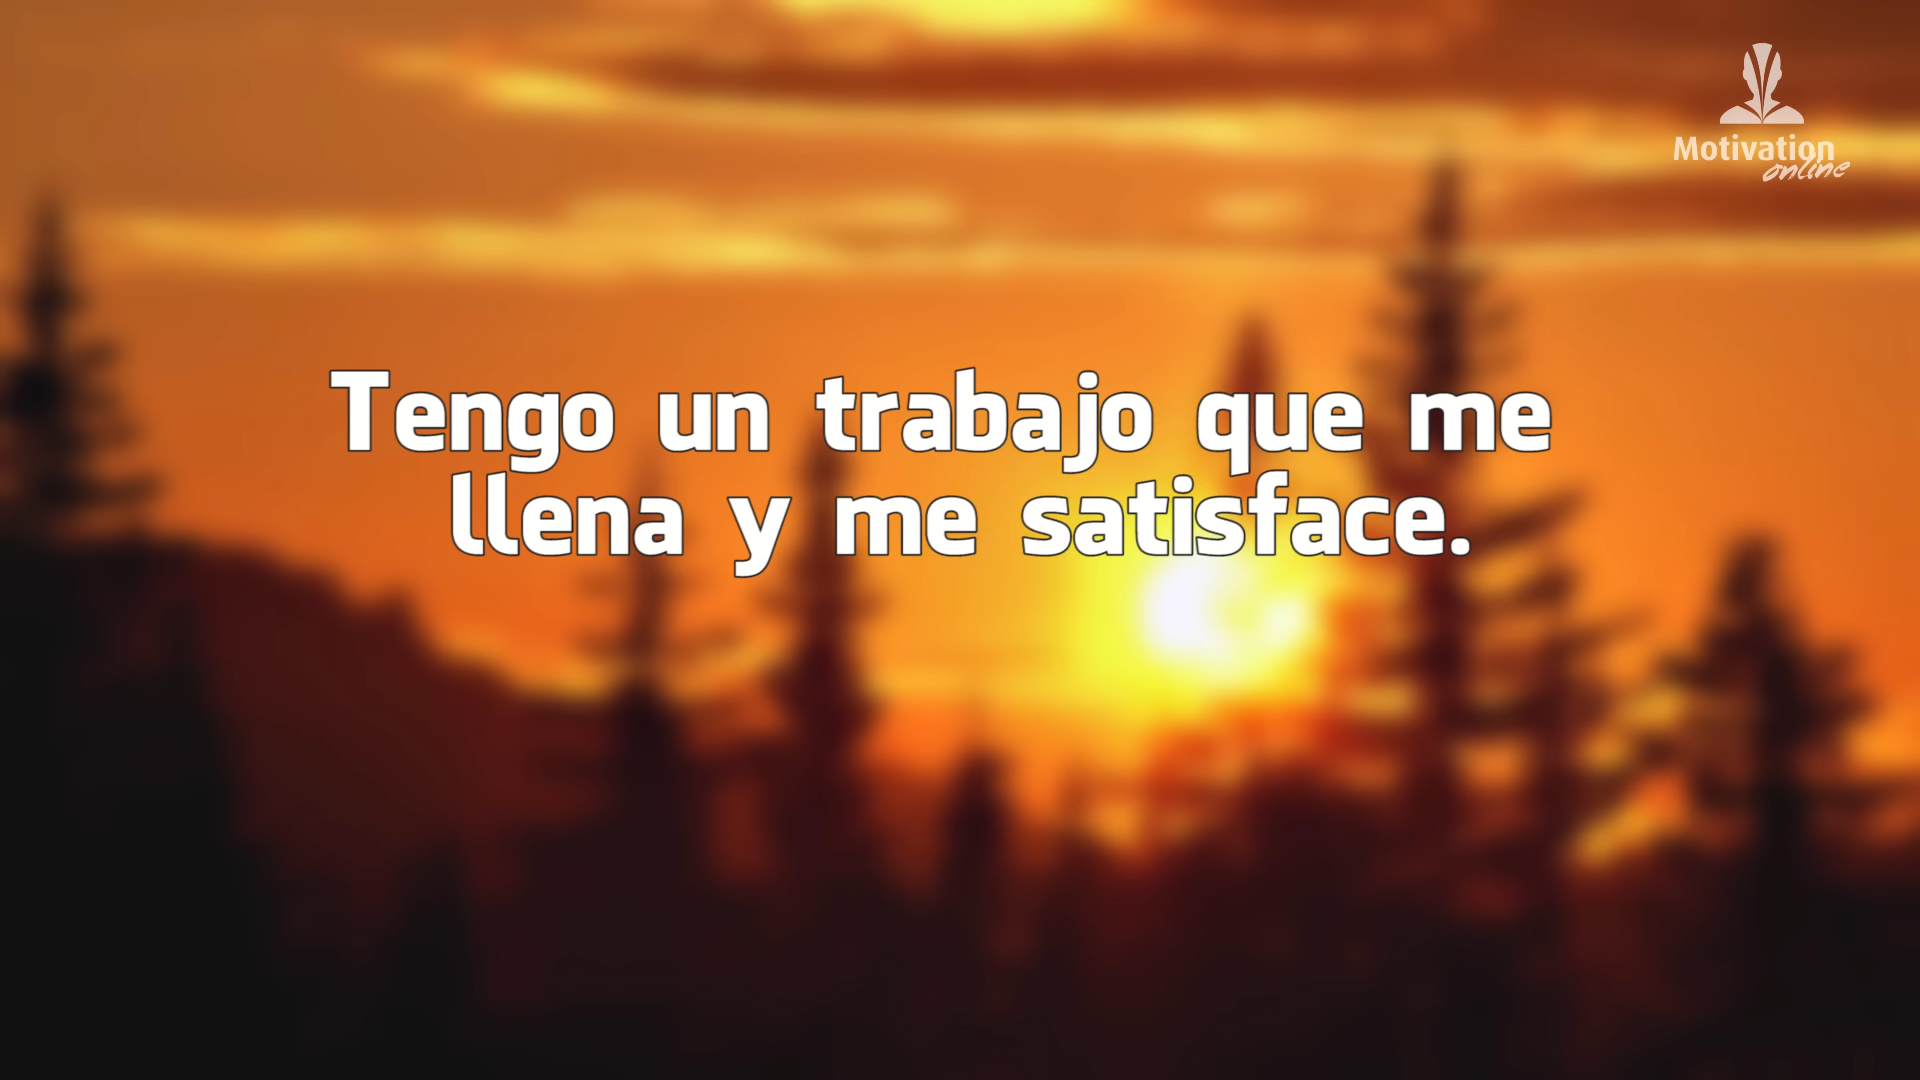 Motivation
online
Tengo un trabajo que me
llena y me satisface.